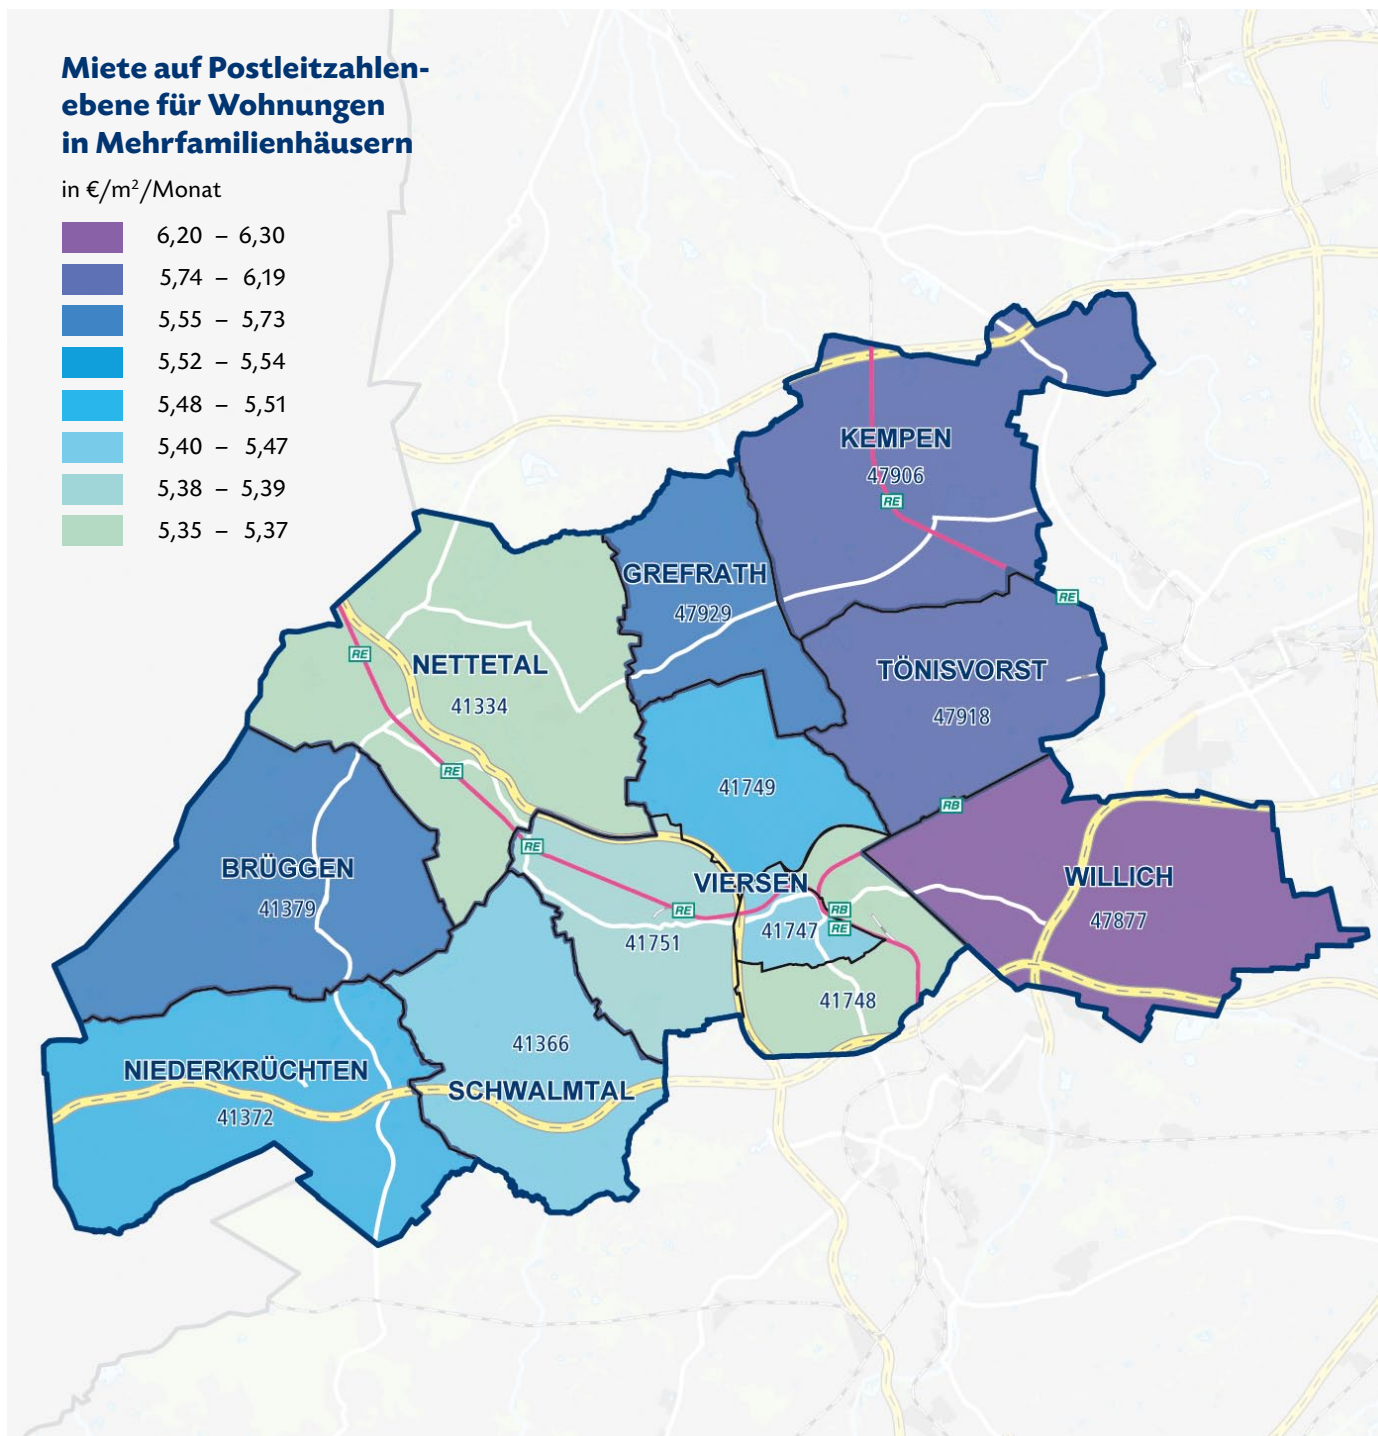 Miete auf Postleitzahlen-
ebene für Wohnungen
in Mehrfamilienhäusern
in €/m²/Monat
6,20 – 6,30
5,74 – 6,19
5,55 – 5,73
5,52 – 5,54
5,48 – 5,51
5,40 – 5,47
5,38 – 5,39
5,35 – 5,37
KEMPEN
47906
RE
GREFRATH
47929
RE
NETTETAL
41334
RE
TÖNISVORST
47918
RE
41749
RB
BRÜGGEN
41379
RE
VIERSEN
WILLICH
47877
RE
41751
41747
RB
RE
41748
41366
SCHWALMTAL
NIEDERKRÜCHTEN
41372